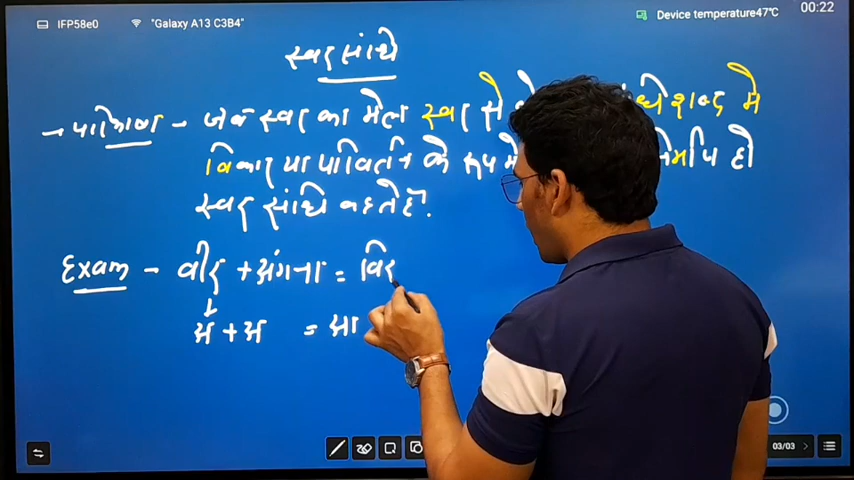 IFP58e0 "Galaxy A13 C3B4" Device temperature47℃ 00:22
स्वर संधि
→ परिभाषा - जब स्वर का मेल स्वर से शब्द में
विकार या परिवर्तन के रूप में हो
स्वर संधि कहते हैं.
Exam - वीर + अंगना = विर
अ + अ = आ
03/03